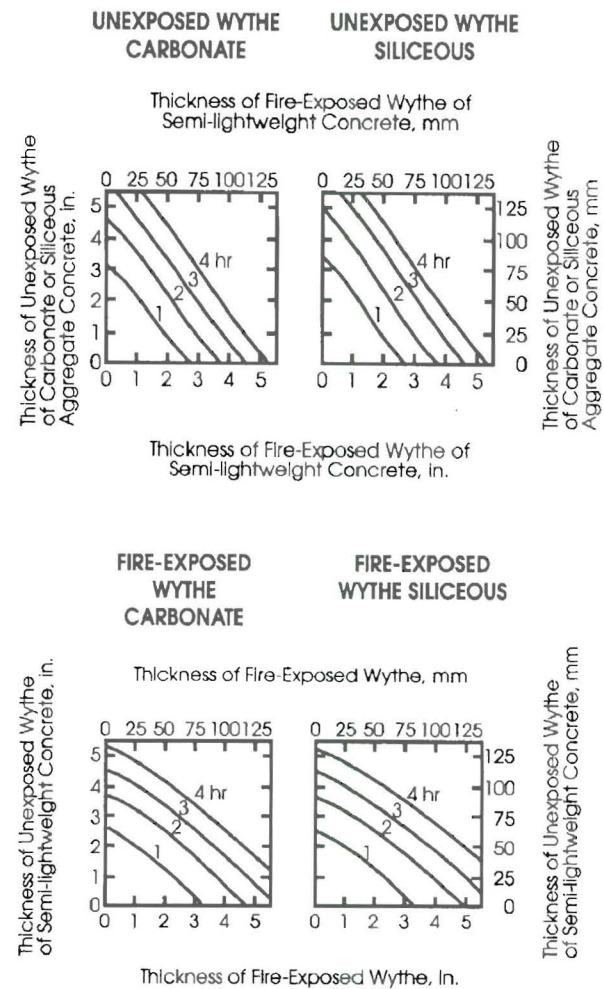 UNEXPOSED WYTHE
CARBONATE
UNEXPOSED WYTHE
SILICEOUS
Thickness of Fire-Exposed Wythe of
Semi-lightweight Concrete, mm
Thickness of Unexposed Wythe
of Carbonate or Siliceous
Aggregate Concrete, in.
0 25 50 75 100 125
5
4
3
2
1
0
4 hr
3
2
1
0 1 2 3 4 5
0 25 50 75 100 125
4 hr
3
2
1
0 1 2 3 4 5
125
100
75
50
25
0
Thickness of Unexposed Wythe
of Carbonate or Siliceous
Aggregate Concrete, mm
Thickness of Fire-Exposed Wythe of
Semi-lightweight Concrete, in.
FIRE-EXPOSED
WYTHE
CARBONATE
FIRE-EXPOSED
WYTHE SILICEOUS
Thickness of Fire-Exposed Wythe, mm
Thickness of Unexposed Wythe
of Semi-lightweight Concrete, in.
0 25 50 75 100 125
5
4
3
2
1
0
4 hr
3
2
1
0 1 2 3 4 5
0 25 50 75 100 125
4 hr
3
2
1
0 1 2 3 4 5
125
100
75
50
25
0
Thickness of Unexposed Wythe
of Semi-lightweight Concrete, mm
Thickness of Fire-Exposed Wythe, in.